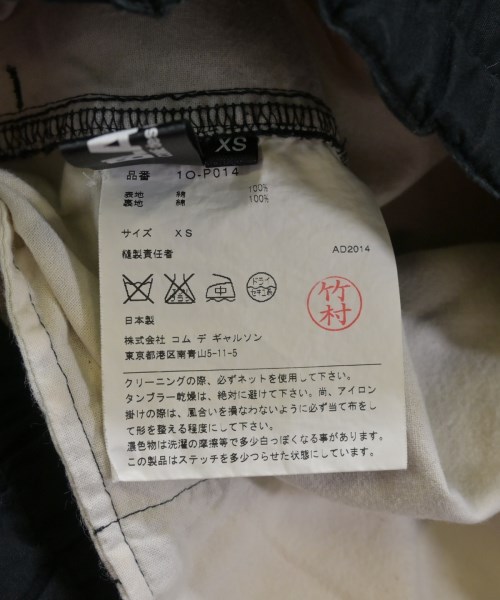 XS
品番 1O-P014
表地 綿 100%
裏地 綿 100%
サイズ XS
縫製責任者 AD2014
中
ドライ
セキユ系
竹村
日本製
株式会社 コム デ ギャルソン
東京都港区南青山5-11-5
クリーニングの際、必ずネットを使用して下さい。
タンブラー乾燥は、絶対に避けて下さい。尚、アイロン
掛けの際は、風合いを損なわないように必ず当て布をし
て形を整える程度にして下さい。
濃色物は洗濯の摩擦等で多少白っぽくなる事があります。
この製品はステッチを多少つらせた状態にしています。